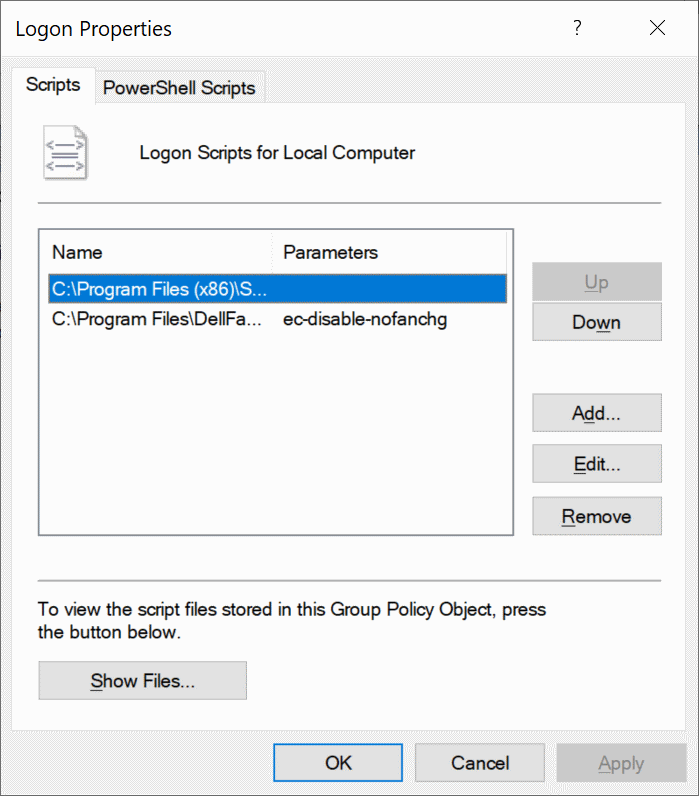 Logon Properties
?
Scripts
PowerShell Scripts
Logon Scripts for Local Computer
Name Parameters
C:\Program Files (x86)\S...
C:\Program Files\DellFa... ec-disable-nofanchg
Up
Down
Add...
Edit...
Remove
To view the script files stored in this Group Policy Object, press
the button below.
Show Files...
OK Cancel Apply